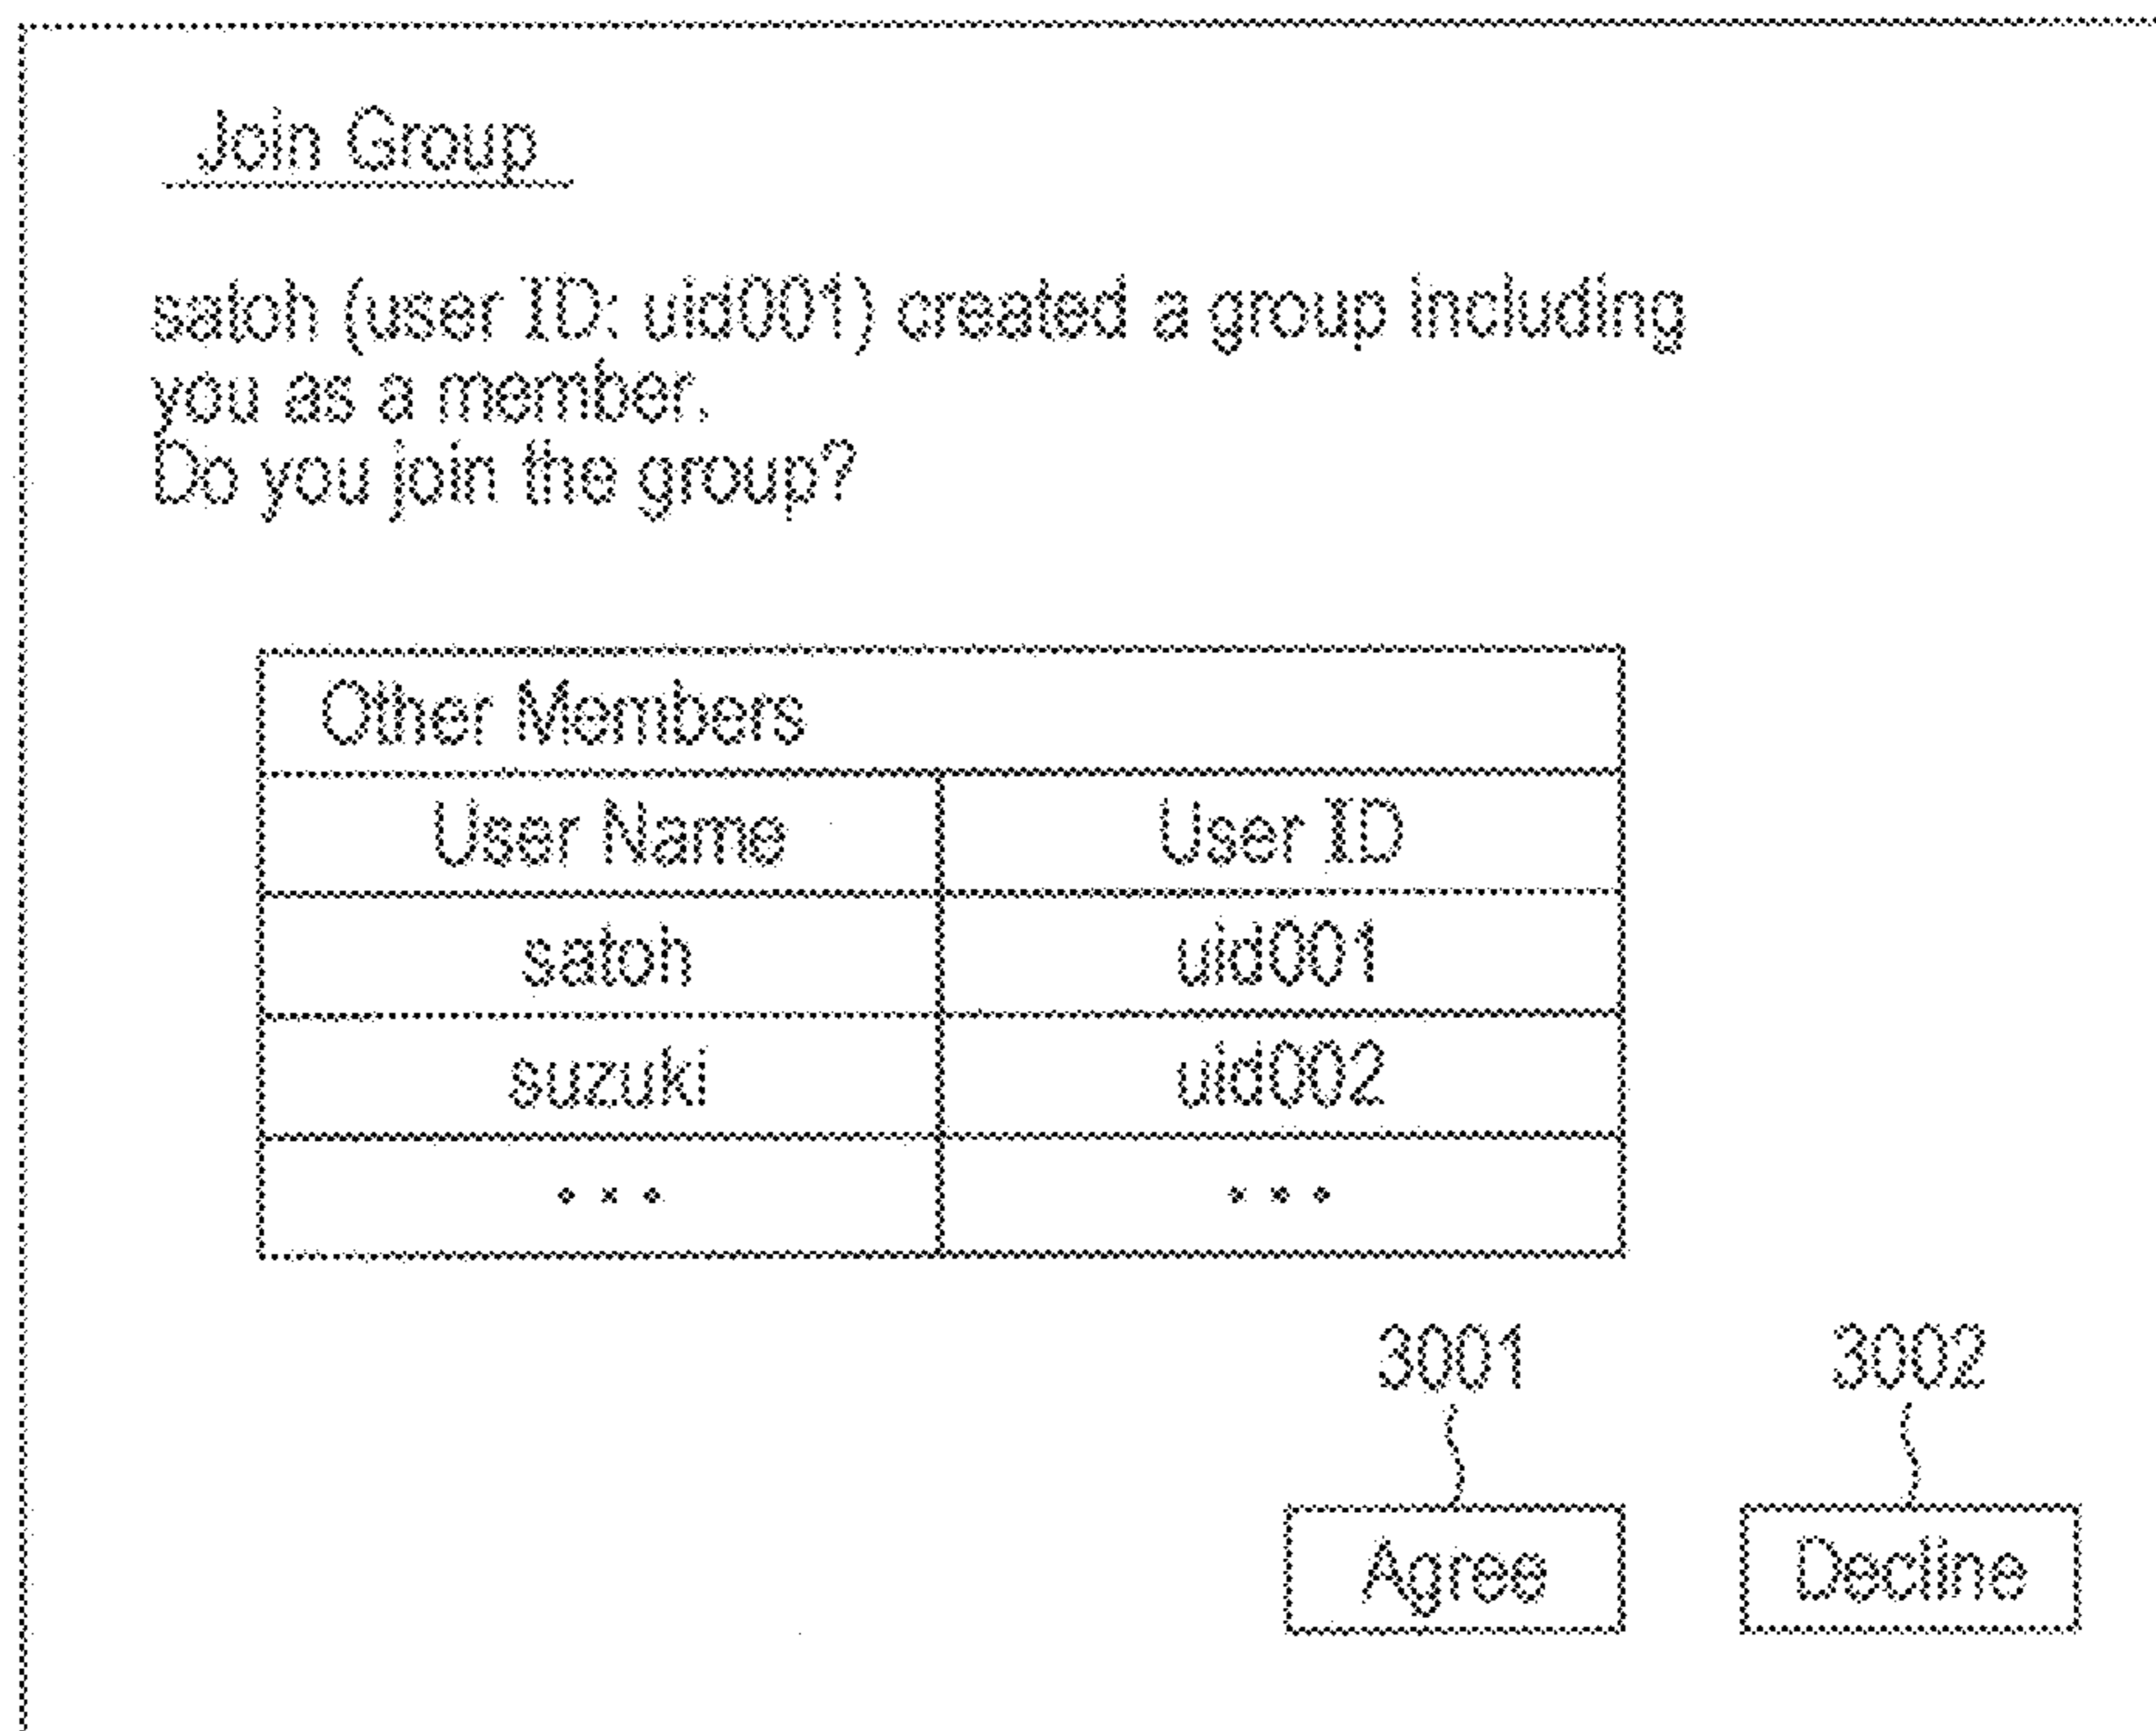 Join Group
satoh (user ID: uid001) created a group including
you as a member.
Do you join the group?
Other Members
User Name User ID
satoh uid001
suzuki uid002
... ...
3001 3002
Agree Decline